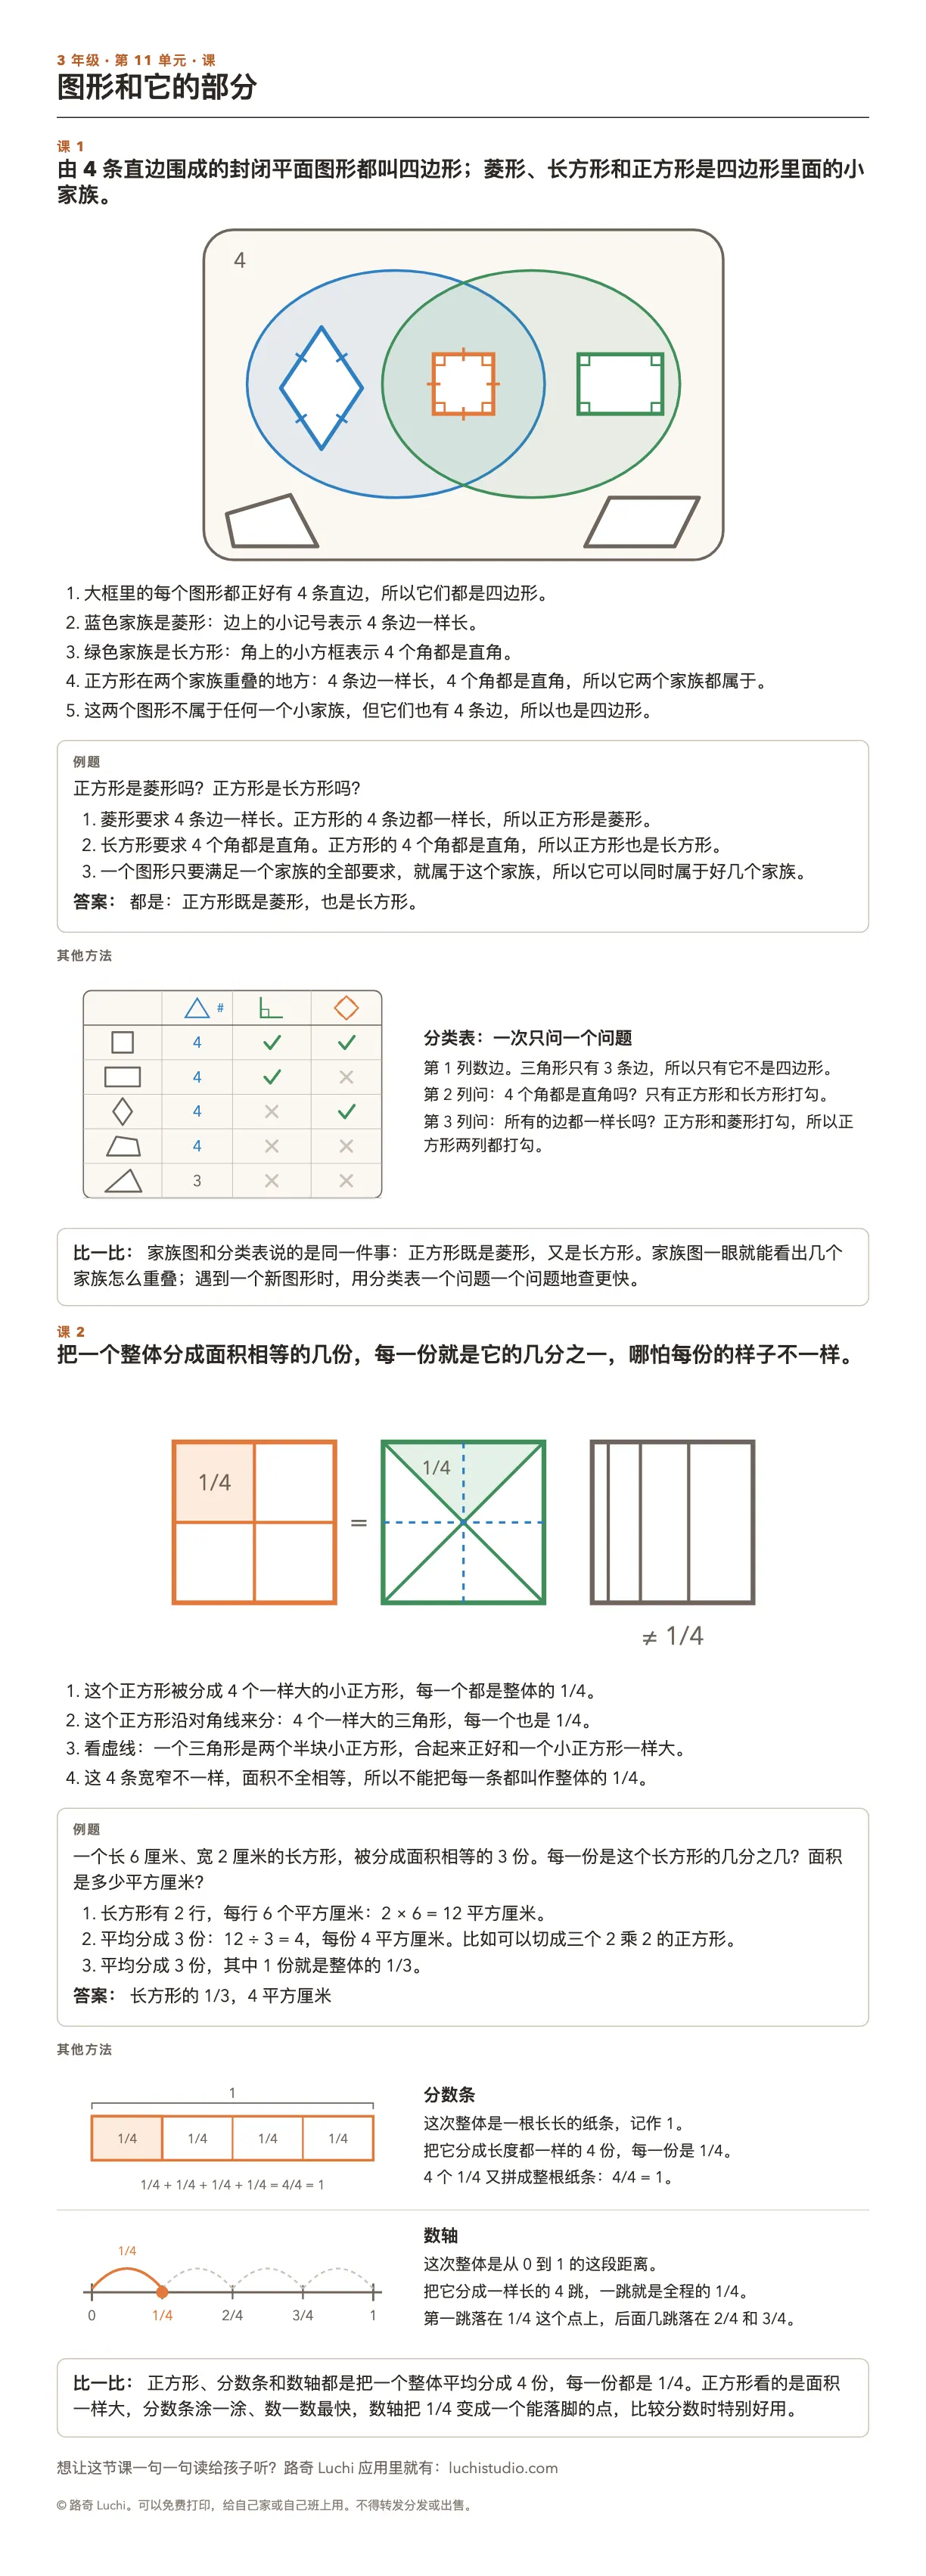 3 年级 · 第 11 单元 · 课
图形和它的部分
课 1
由 4 条直边围成的封闭平面图形都叫四边形；菱形、长方形和正方形是四边形里面的小
家族。
4
1. 大框里的每个图形都正好有 4 条直边，所以它们都是四边形。
2. 蓝色家族是菱形：边上的小记号表示 4 条边一样长。
3. 绿色家族是长方形：角上的小方框表示 4 个角都是直角。
4. 正方形在两个家族重叠的地方：4 条边一样长，4 个角都是直角，所以它两个家族都属于。
5. 这两个图形不属于任何一个小家族，但它们也有 4 条边，所以也是四边形。
例题
正方形是菱形吗？正方形是长方形吗？
1. 菱形要求 4 条边一样长。正方形的 4 条边都一样长，所以正方形是菱形。
2. 长方形要求 4 个角都是直角。正方形的 4 个角都是直角，所以正方形也是长方形。
3. 一个图形只要满足一个家族的全部要求，就属于这个家族，所以它可以同时属于好几个家族。
答案： 都是：正方形既是菱形，也是长方形。
其他方法
#
4
4
4
4
3
分类表：一次只问一个问题
第 1 列数边。三角形只有 3 条边，所以只有它不是四边形。
第 2 列问：4 个角都是直角吗？只有正方形和长方形打勾。
第 3 列问：所有的边都一样长吗？正方形和菱形打勾，所以正
方形两列都打勾。
比一比： 家族图和分类表说的是同一件事：正方形既是菱形，又是长方形。家族图一眼就能看出几个
家族怎么重叠；遇到一个新图形时，用分类表一个问题一个问题地查更快。
课 2
把一个整体分成面积相等的几份，每一份就是它的几分之一，哪怕每份的样子不一样。
1/4
=
1/4
≠ 1/4
1. 这个正方形被分成 4 个一样大的小正方形，每一个都是整体的 1/4。
2. 这个正方形沿对角线来分：4 个一样大的三角形，每一个也是 1/4。
3. 看虚线：一个三角形是两个半块小正方形，合起来正好和一个小正方形一样大。
4. 这 4 条宽窄不一样，面积不全相等，所以不能把每一条都叫作整体的 1/4。
例题
一个长 6 厘米、宽 2 厘米的长方形，被分成面积相等的 3 份。每一份是这个长方形的几分之几？面积
是多少平方厘米？
1. 长方形有 2 行，每行 6 个平方厘米：2 × 6 = 12 平方厘米。
2. 平均分成 3 份：12 ÷ 3 = 4，每份 4 平方厘米。比如可以切成三个 2 乘 2 的正方形。
3. 平均分成 3 份，其中 1 份就是整体的 1/3。
答案： 长方形的 1/3，4 平方厘米
其他方法
1
1/4 1/4 1/4 1/4
1/4 + 1/4 + 1/4 + 1/4 = 4/4 = 1
分数条
这次整体是一根长长的纸条，记作 1。
把它分成长度都一样的 4 份，每一份是 1/4。
4 个 1/4 又拼成整根纸条：4/4 = 1。
1/4
0 1/4 2/4 3/4 1
数轴
这次整体是从 0 到 1 的这段距离。
把它分成一样长的 4 跳，一跳就是全程的 1/4。
第一跳落在 1/4 这个点上，后面几跳落在 2/4 和 3/4。
比一比： 正方形、分数条和数轴都是把一个整体平均分成 4 份，每一份都是 1/4。正方形看的是面积
一样大，分数条涂一涂、数一数最快，数轴把 1/4 变成一个能落脚的点，比较分数时特别好用。
想让这节课一句一句读给孩子听？路奇 Luchi 应用里就有：luchistudio.com
© 路奇 Luchi。可以免费打印，给自己家或自己班上用。不得转发分发或出售。